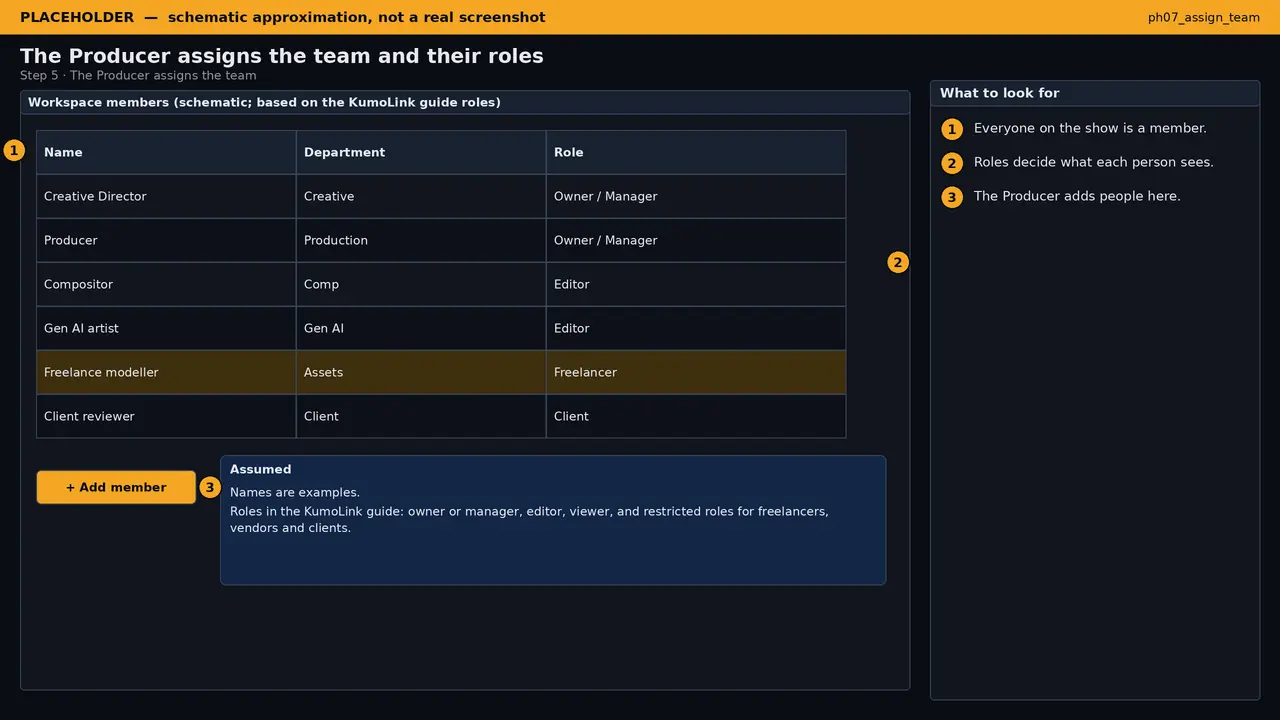 PLACEHOLDER — schematic approximation, not a real screenshot
ph07_assign_team
The Producer assigns the team and their roles
Step 5 · The Producer assigns the team
Workspace members (schematic; based on the KumoLink guide roles)
1
Name Department Role
Creative Director Creative Owner / Manager
Producer Production Owner / Manager
2
Compositor Comp Editor
Gen AI artist Gen AI Editor
Freelance modeller Assets Freelancer
Client reviewer Client Client
+ Add member
3
Assumed
Names are examples.
Roles in the KumoLink guide: owner or manager, editor, viewer, and restricted roles for freelancers,
vendors and clients.
What to look for
1 Everyone on the show is a member.
2 Roles decide what each person sees.
3 The Producer adds people here.